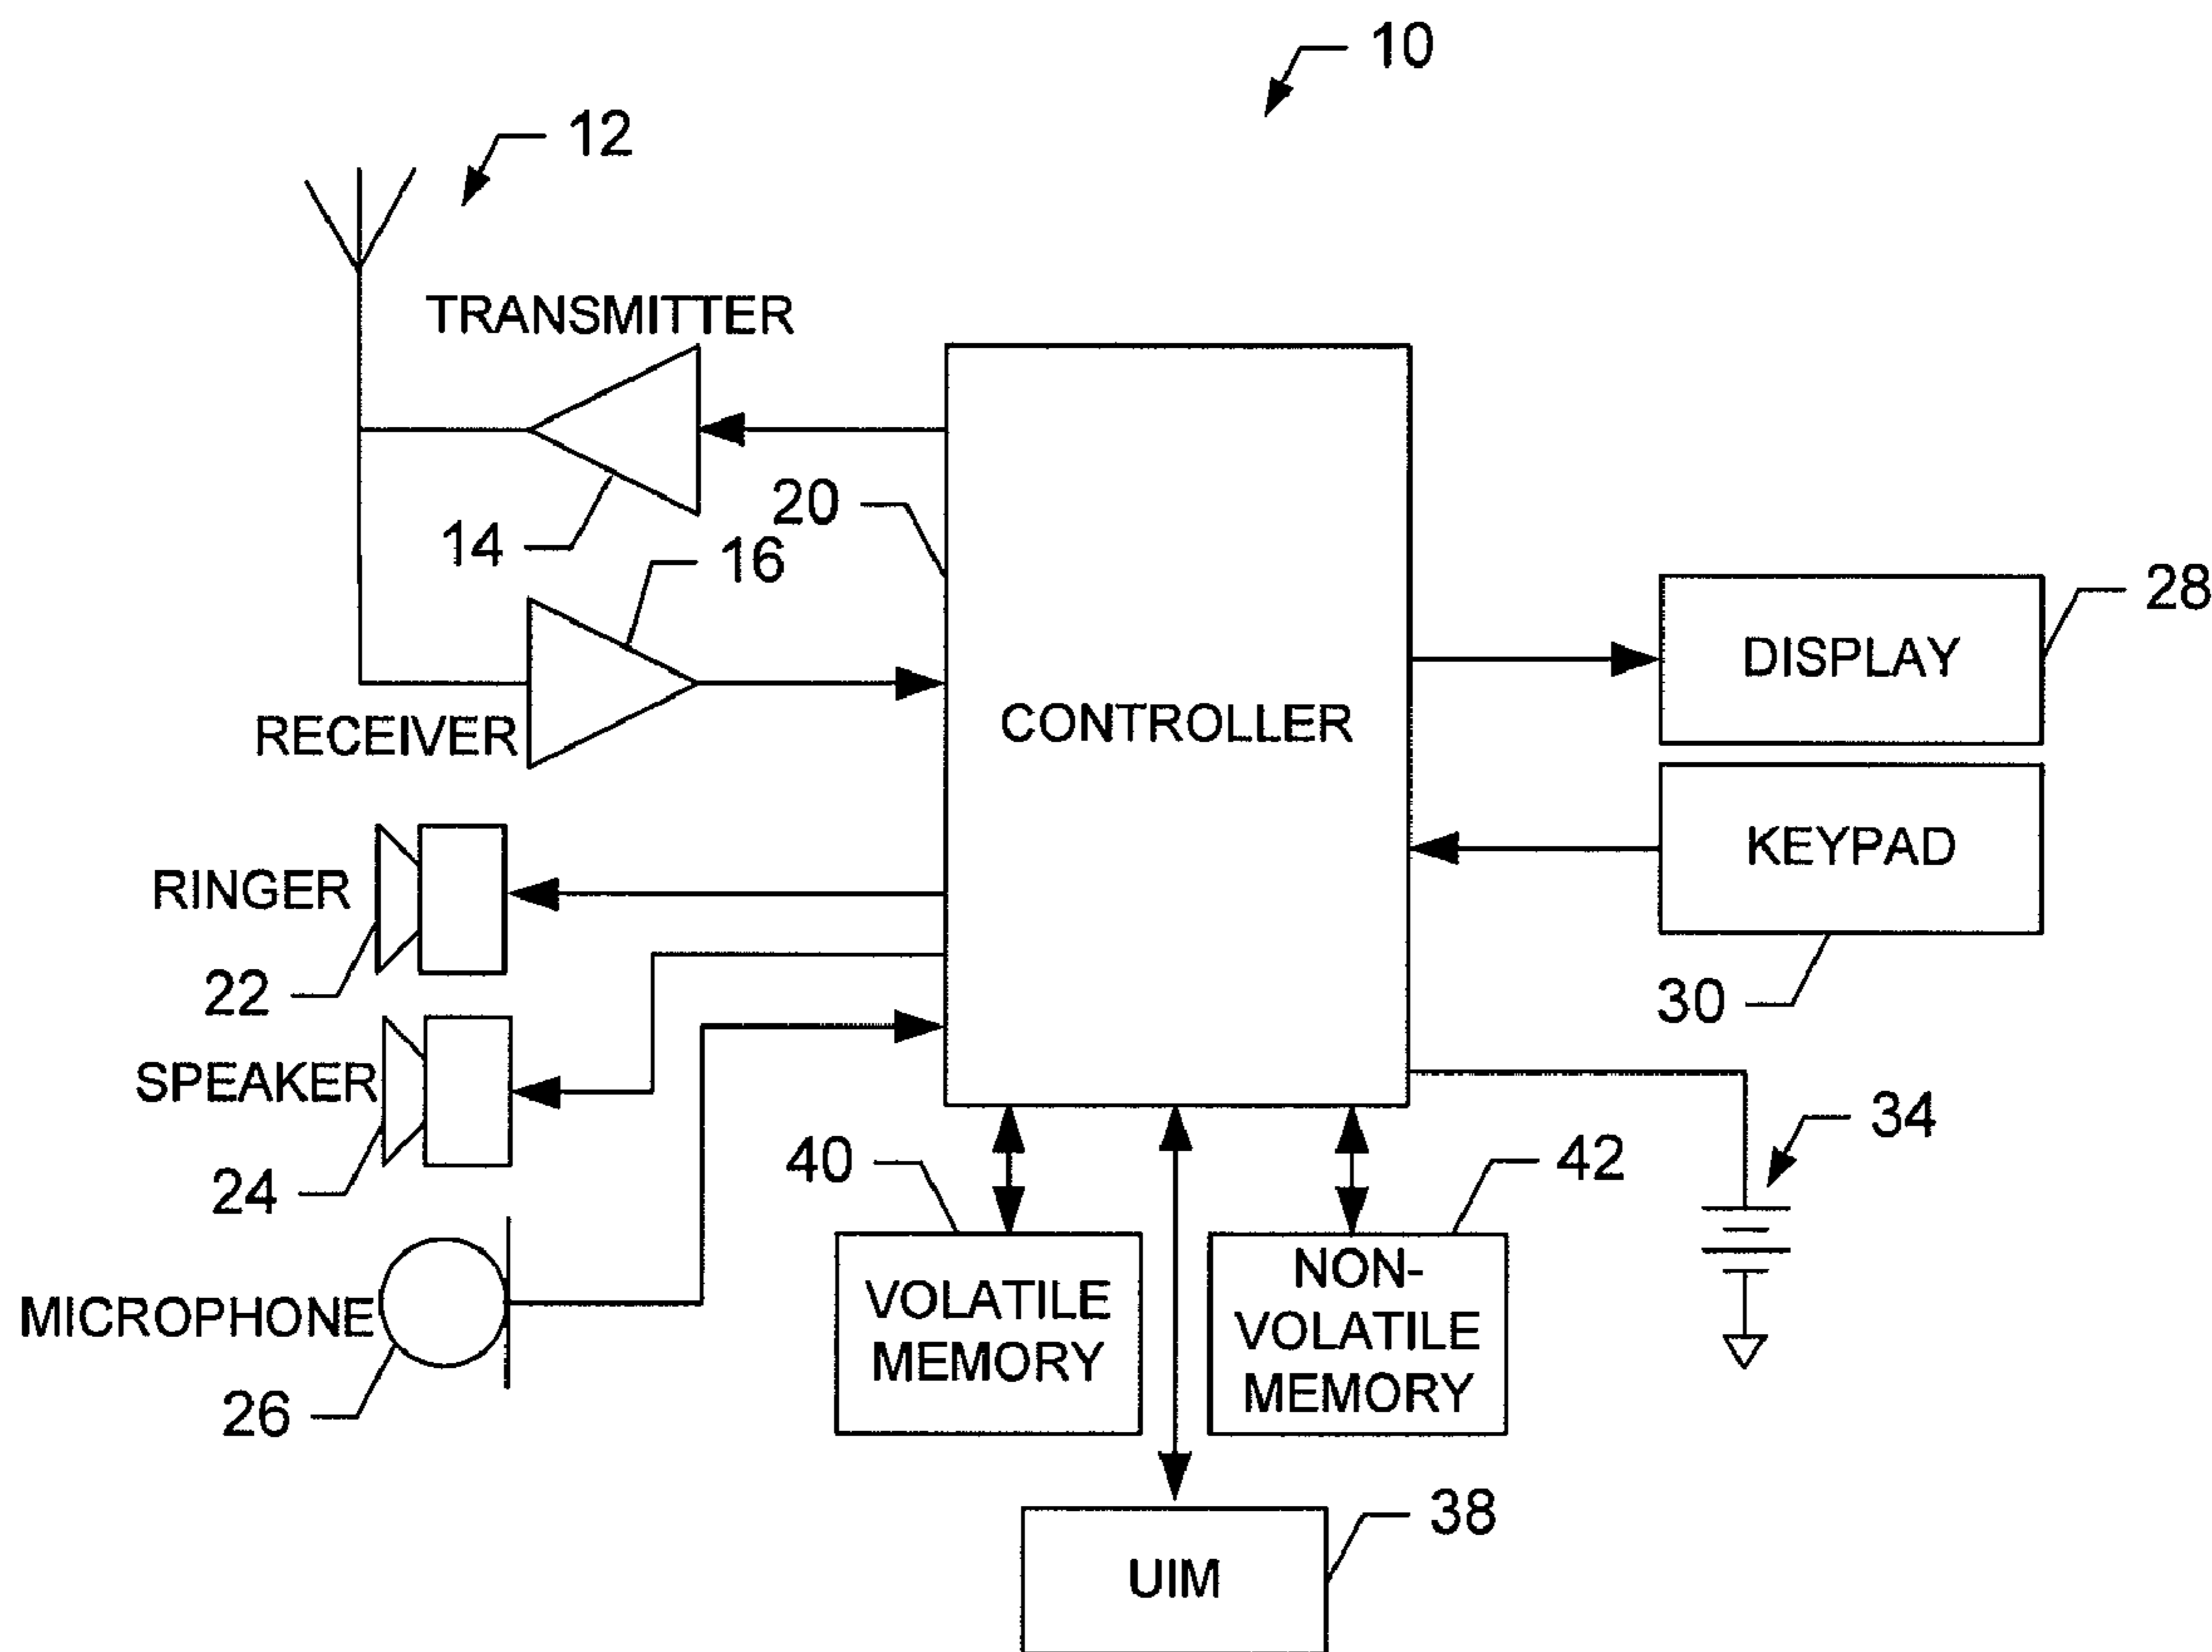 10
12
TRANSMITTER
14
16
20
RECEIVER
CONTROLLER
DISPLAY
28
KEYPAD
30
RINGER
22
SPEAKER
24
MICROPHONE
26
40
VOLATILE
MEMORY
42
NON-
VOLATILE
MEMORY
34
UIM
38